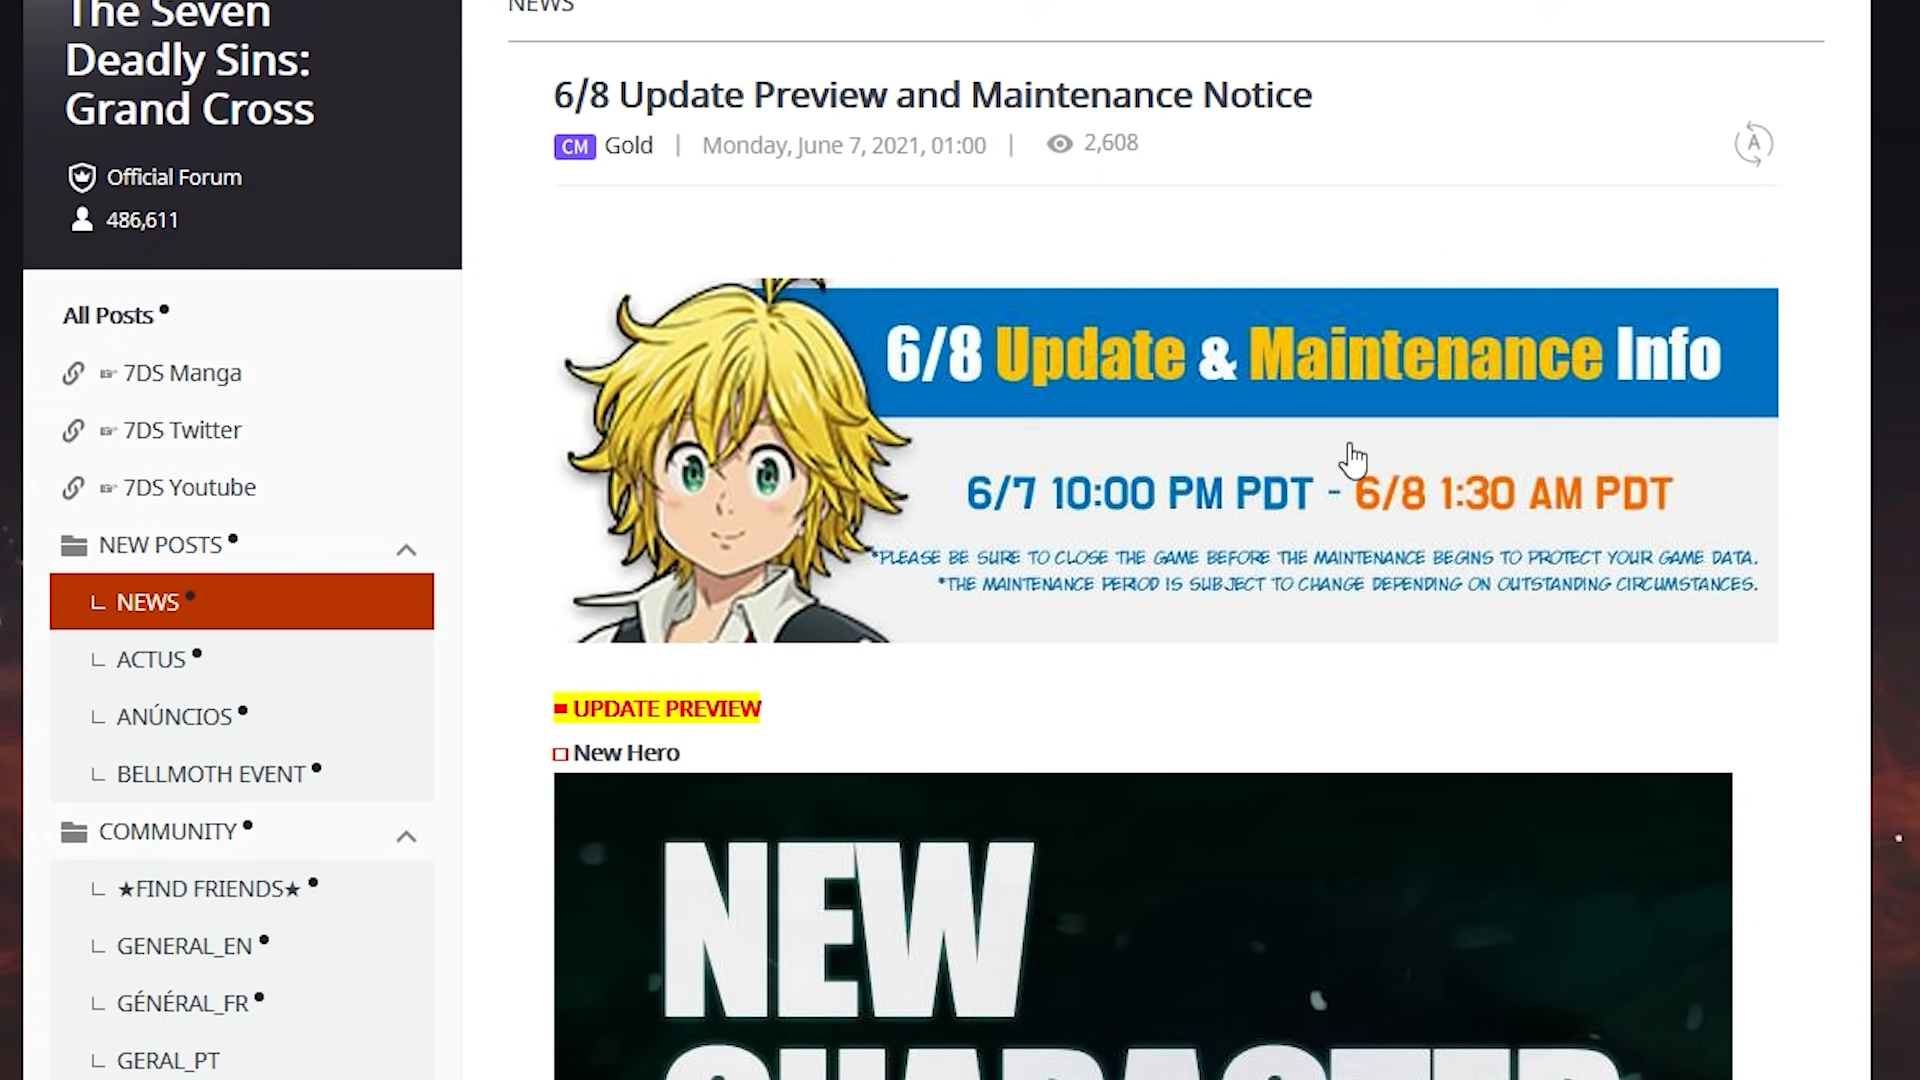 The Seven
Deadly Sins:
Grand Cross
Official Forum
486,611
All Posts
7DS Manga
7DS Twitter
7DS Youtube
NEW POSTS
NEWS
ACTUS
ANÚNCIOS
BELLMOTH EVENT
COMMUNITY
★FIND FRIENDS★
GENERAL_EN
GÉNÉRAL_FR
GERAL_PT
NEWS
6/8 Update Preview and Maintenance Notice
CM Gold | Monday, June 7, 2021, 01:00 | 2,608
A
6/8 Update & Maintenance Info
6/7 10:00 PM PDT - 6/8 1:30 AM PDT
*PLEASE BE SURE TO CLOSE THE GAME BEFORE THE MAINTENANCE BEGINS TO PROTECT YOUR GAME DATA.
*THE MAINTENANCE PERIOD IS SUBJECT TO CHANGE DEPENDING ON OUTSTANDING CIRCUMSTANCES.
UPDATE PREVIEW
New Hero
NEW
CHARACTER